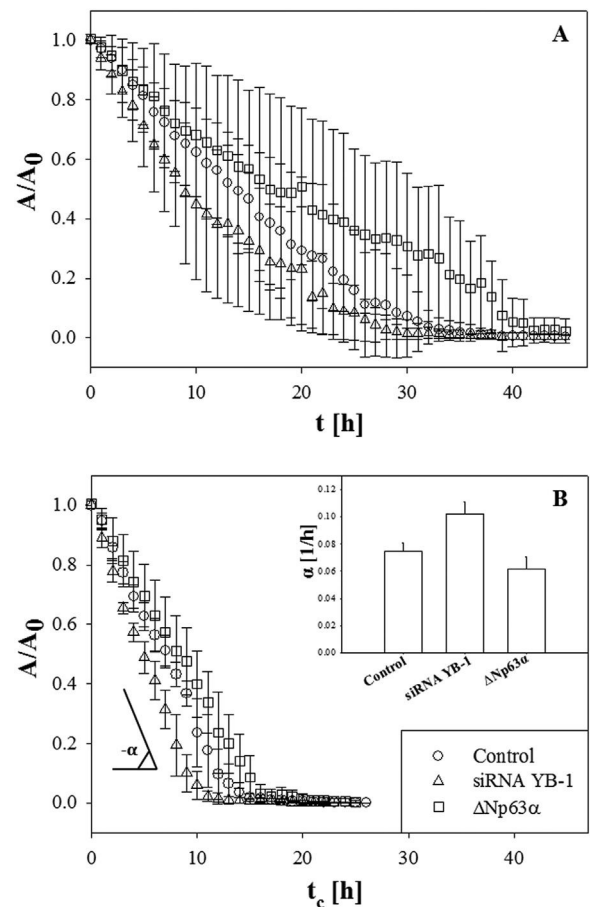 A
A/A0
1.0
0.8
0.6
0.4
0.2
0.0
0 10 20 30 40
t [h]
B
A/A0
1.0
0.8
0.6
0.4
0.2
0.0
-α
α [1/h]
0.12
0.10
0.08
0.06
0.04
0.02
0.00
Control
siRNA YB-1
ΔNp63α
Control
siRNA YB-1
ΔNp63α
0 10 20 30 40
tc [h]